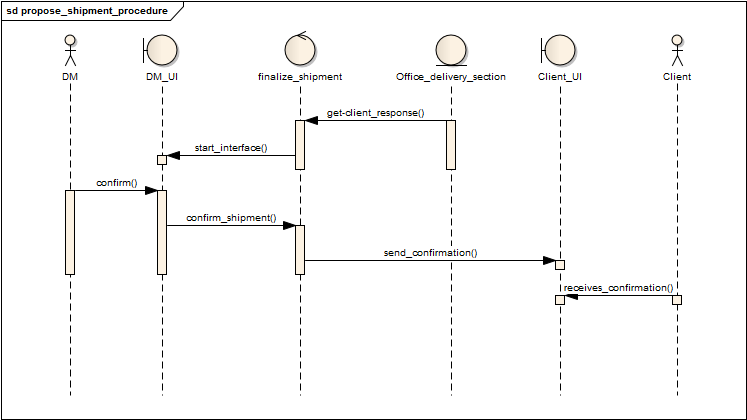 sd propose_shipment_procedure
DM
DM_UI
finalize_shipment
Office_delivery_section
Client_UI
Client
get-client_response()
start_interface()
confirm()
confirm_shipment()
send_confirmation()
receives_confirmation()